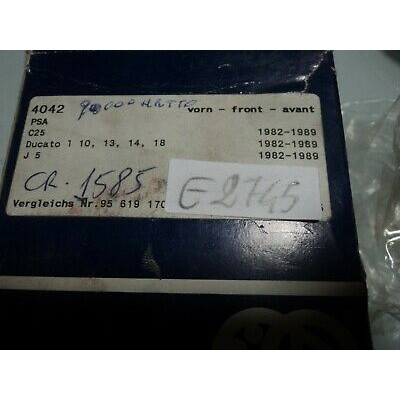 4042 vorn - front - avant
PSA
C25 1982-1989
Ducato 1 10, 13, 14, 18 1982-1989
J 5 1982-1989
CR. 1585 E2745
Vergleichs Nr.95 619 170